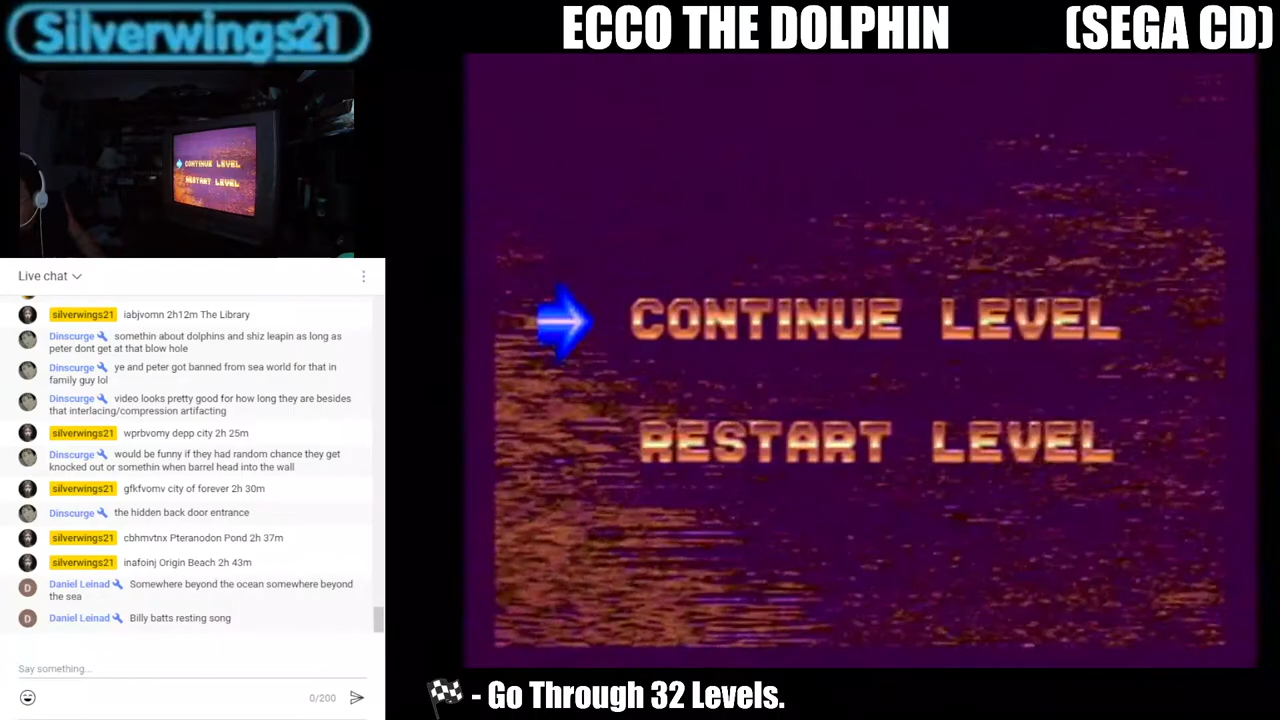 Silverwings21
ECCO THE DOLPHIN (SEGA CD)
CONTINUE LEVEL
RESTART LEVEL
Live chat
silverwings21 iabjvomn 2h12m The Library
Dinscurge somethin about dolphins and shiz leapin as long as
peter dont get at that blow hole
Dinscurge ye and peter got banned from sea world for that in
family guy lol
Dinscurge video looks pretty good for how long they are besides
that interlacing/compression artifacting
silverwings21 wprbvomy depp city 2h 25m
Dinscurge would be funny if they had random chance they get
knocked out or somethin when barrel head into the wall
silverwings21 gfkfvomv city of forever 2h 30m
Dinscurge the hidden back door entrance
silverwings21 cbhmvtnx Pteranodon Pond 2h 37m
silverwings21 inafoinj Origin Beach 2h 43m
D Daniel Leinad Somewhere beyond the ocean somewhere beyond
the sea
D Daniel Leinad Billy batts resting song
Say something...
0/200
CONTINUE LEVEL
RESTART LEVEL
- Go Through 32 Levels.